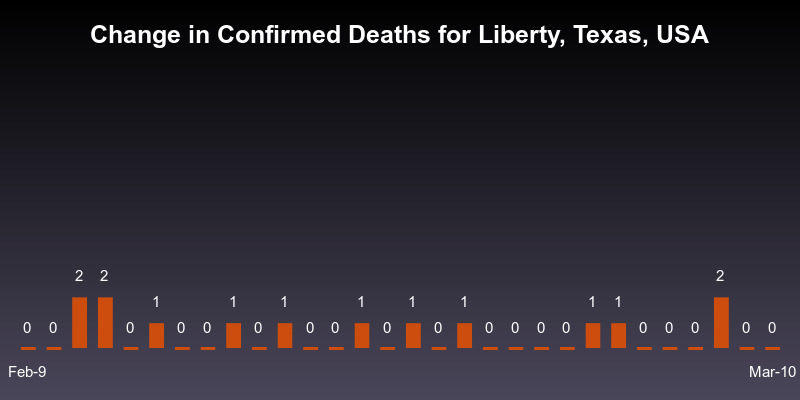 Change in Confirmed Deaths for Liberty, Texas, USA
0 0 2 2 0 1 0 0 1 0 1 0 0 1 0 1 0 1 0 0 0 0 1 1 0 0 0 2 0 0
Feb-9 Mar-10